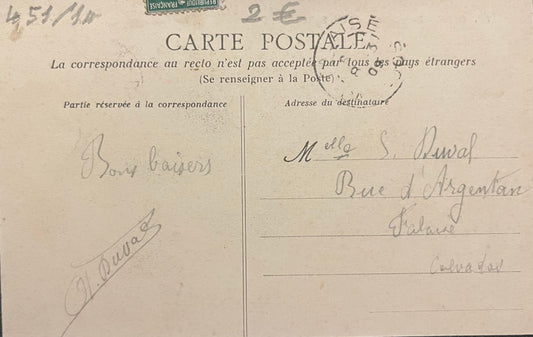 451/10
2 €
RÉPUBLIQUE FRANÇAISE
CARTE POSTALE
La correspondance au recto n'est pas acceptée par tous les pays étrangers
(Se renseigner à la Poste)
Partie réservée à la correspondance
Adresse du destinataire
Bons baisers
Duval
Melle S. Duval
Rue d'Argentan
Falaise
Calvados